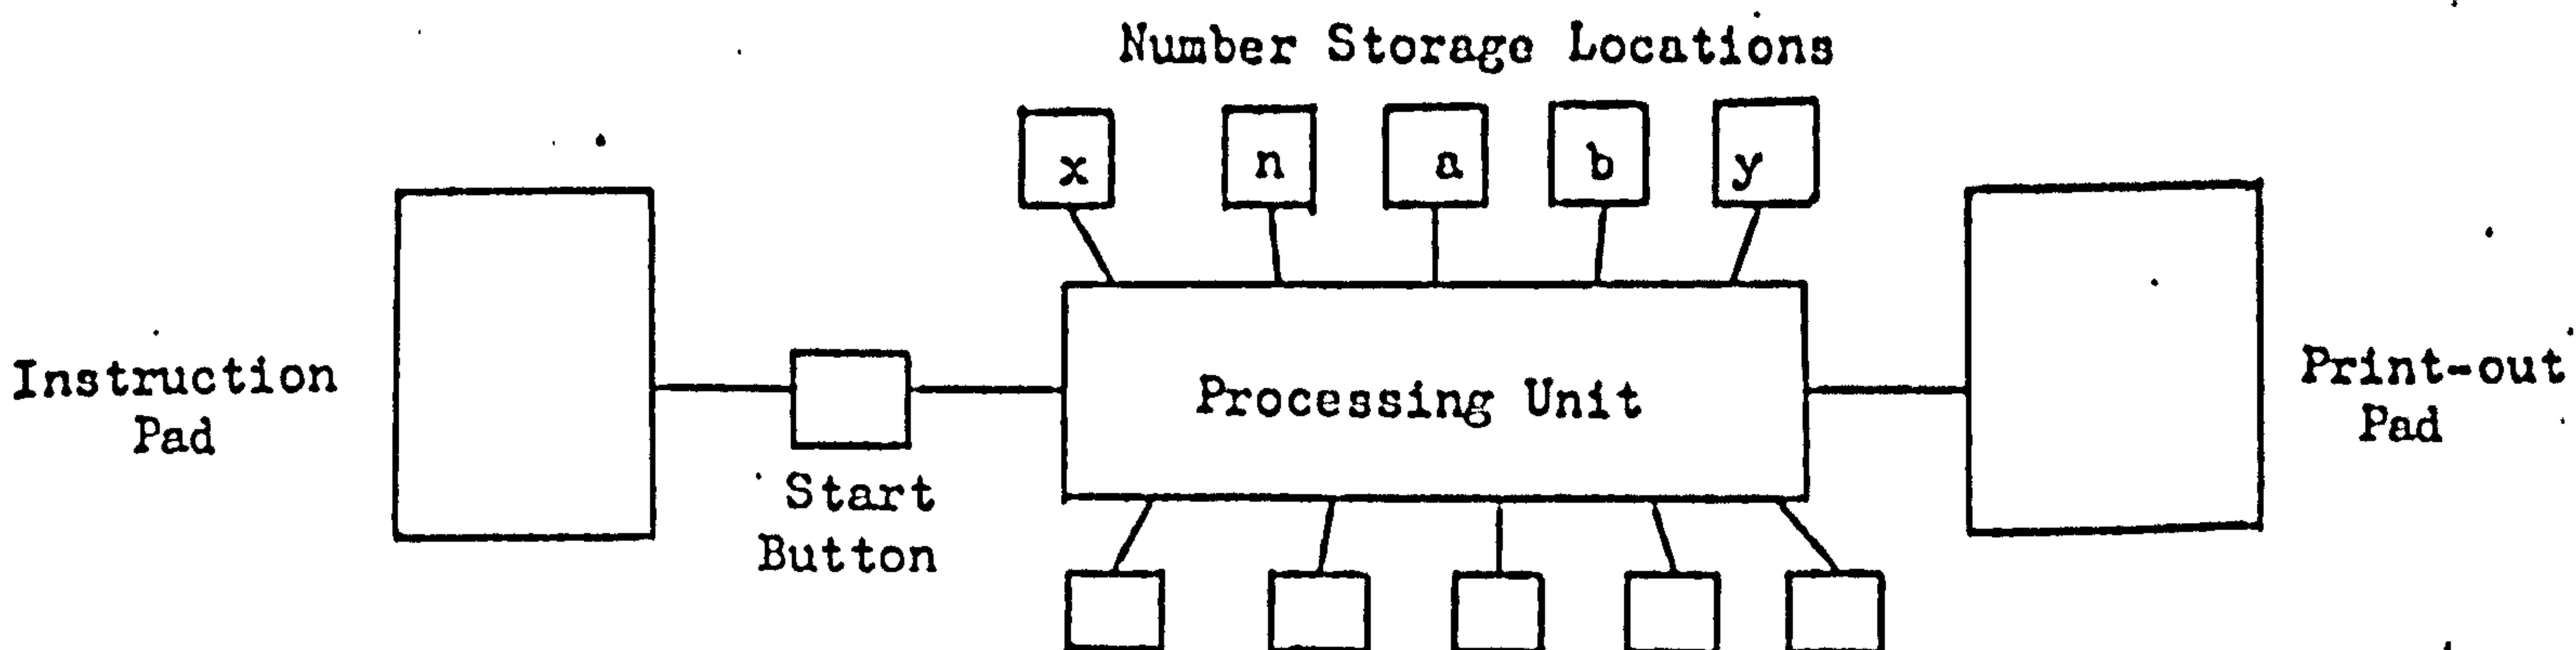 Number Storage Locations
x n a b y
Instruction
Pad
Start
Button
Processing Unit
Print-out
Pad